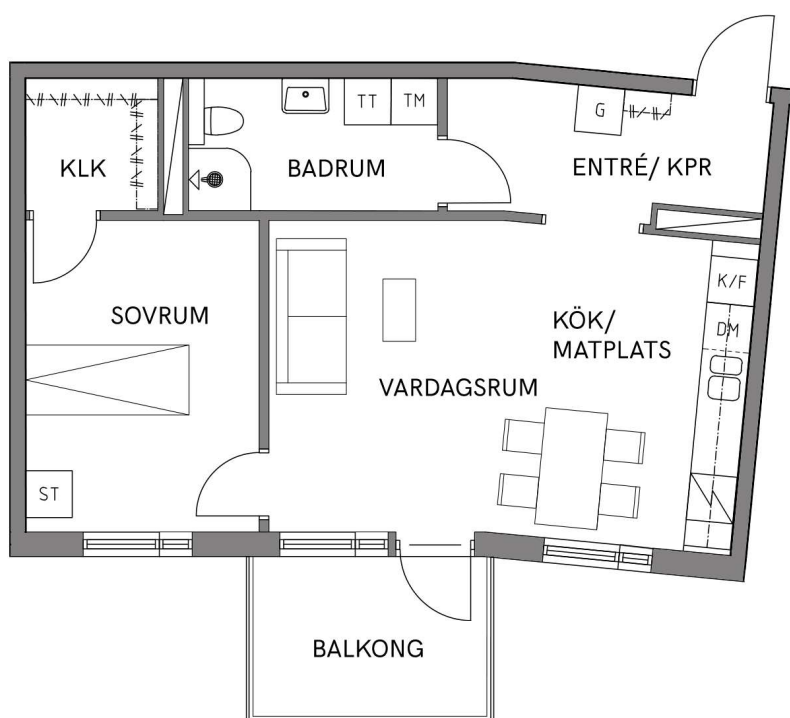 TT
TM
G
KLK
BADRUM
ENTRÉ/ KPR
K/F
SOVRUM
KÖK/
MATPLATS
DM
VARDAGSRUM
ST
BALKONG